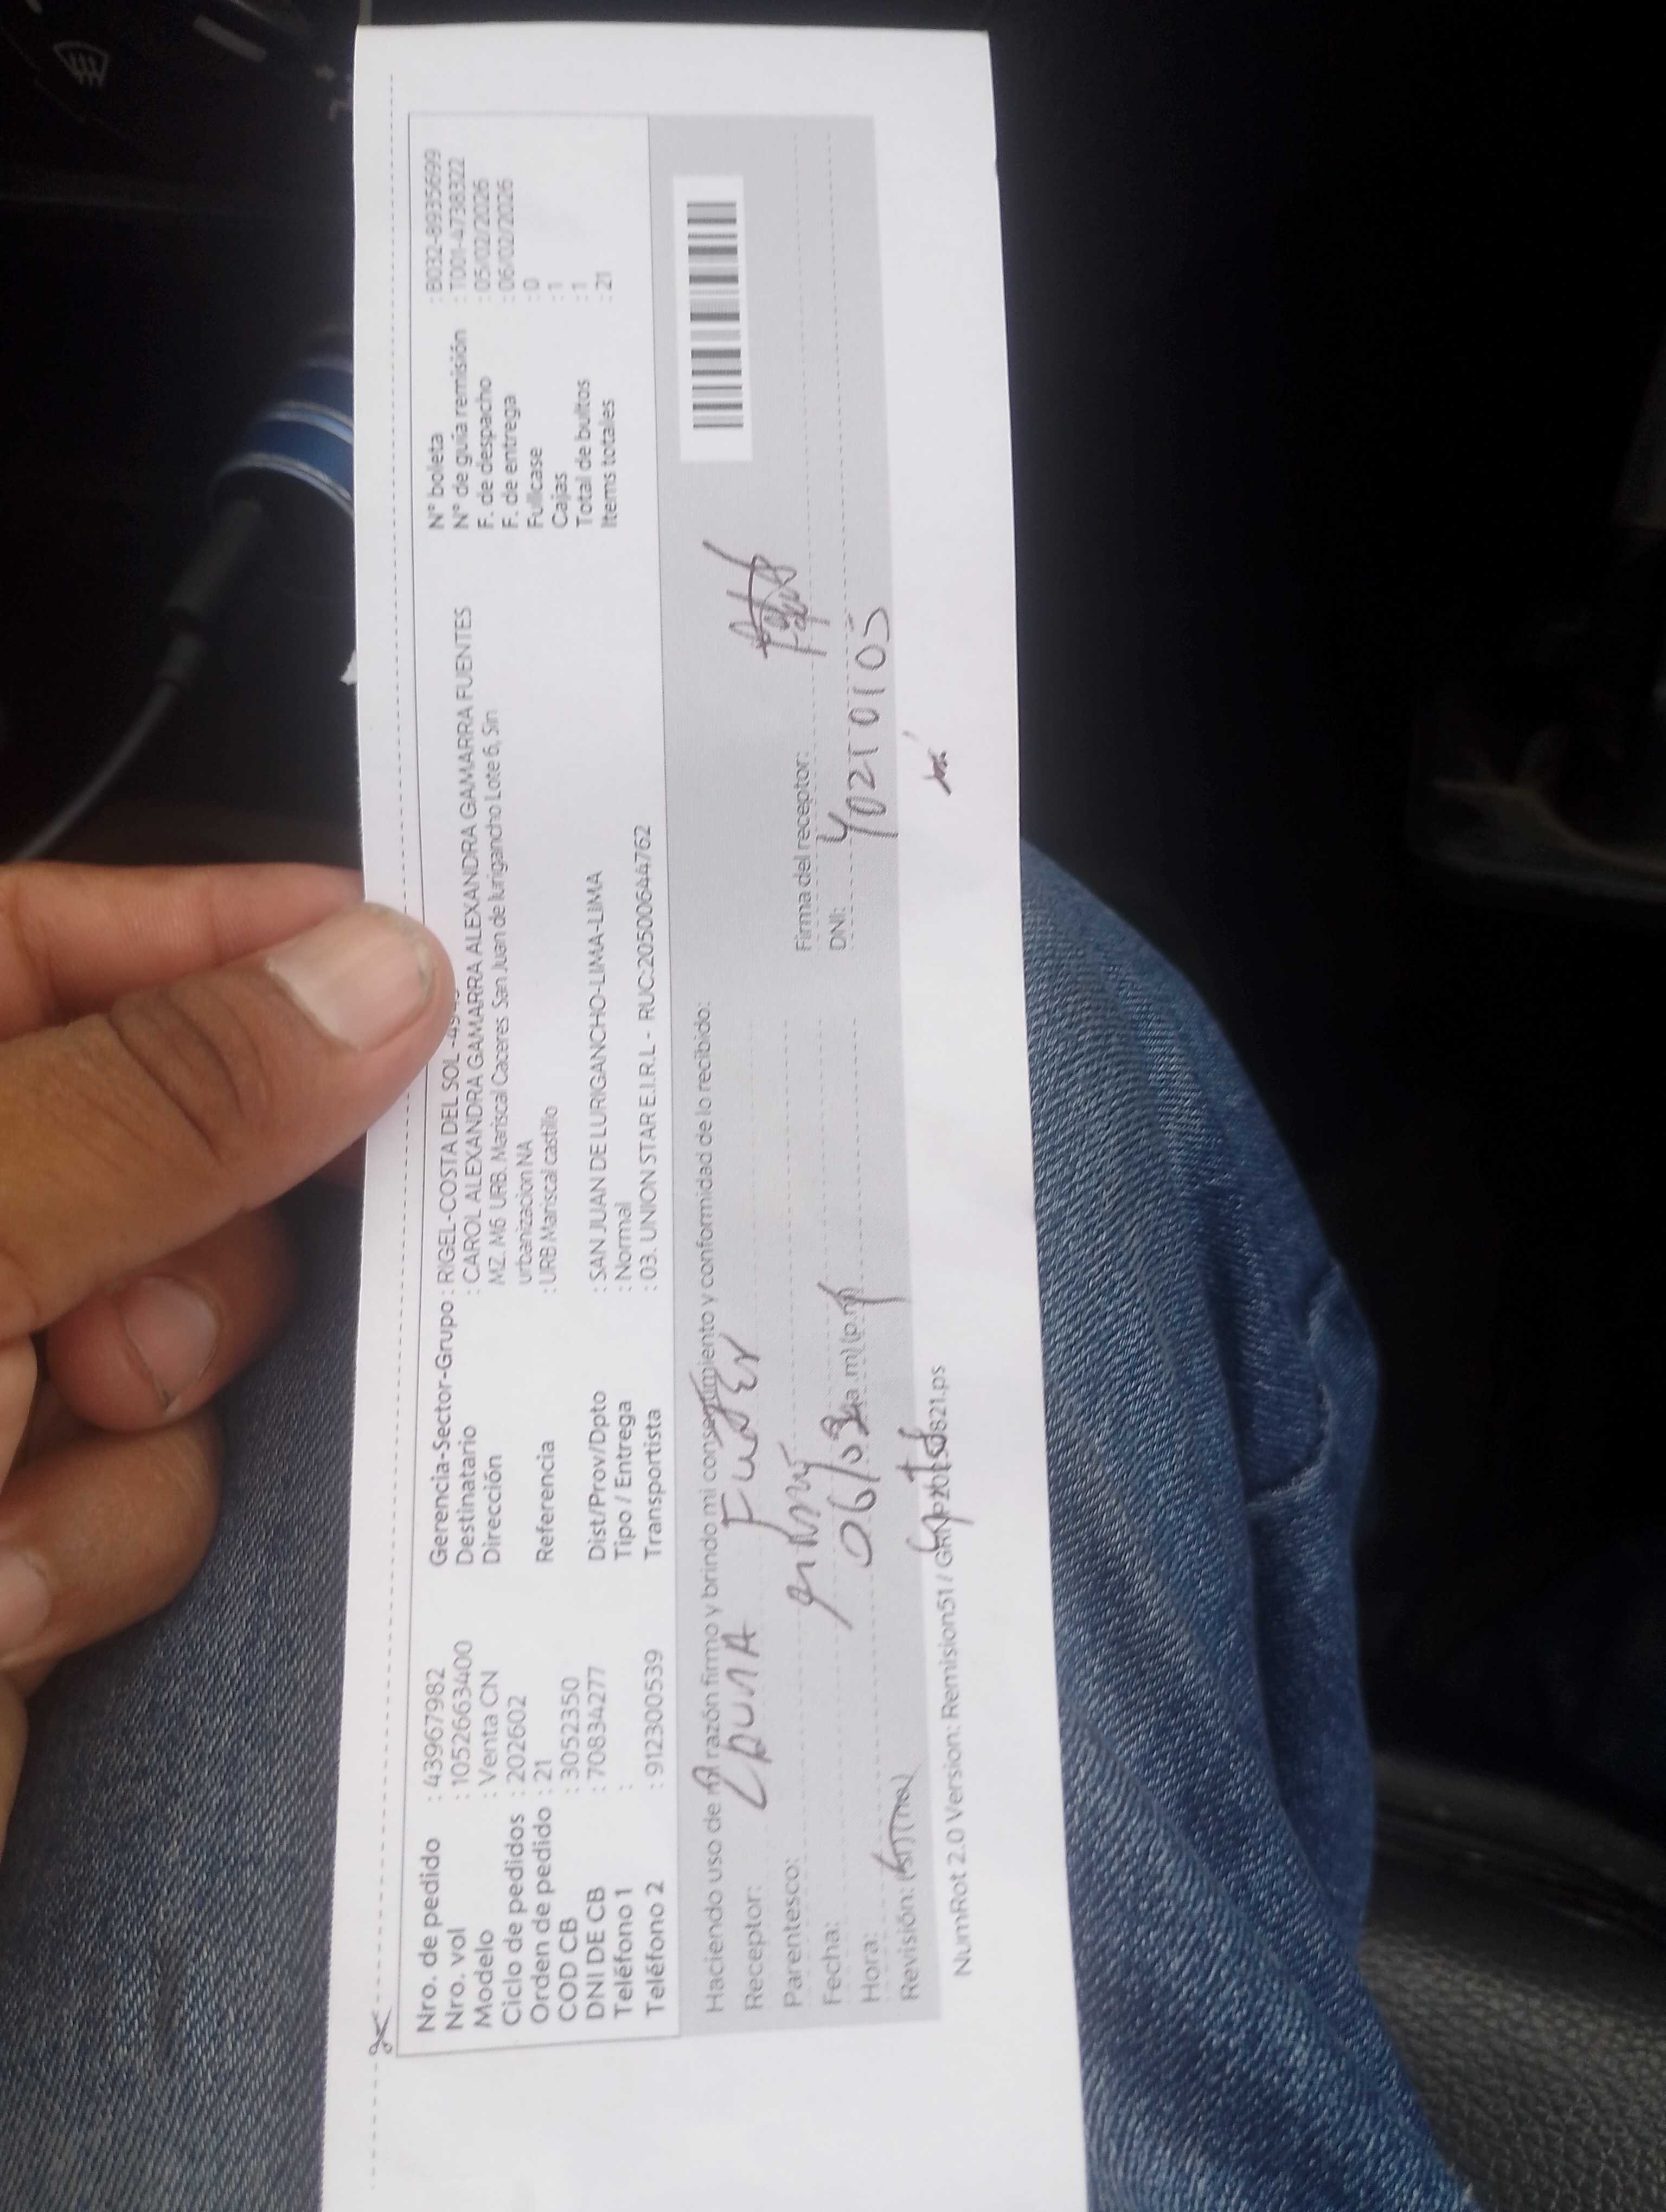 Nro. de pedido : 43967982
Nro. vol : 1052663400
Modelo : Venta CN
Ciclo de pedidos : 202602
Orden de pedido : 21
COD CB : 3052350
DNI DE CB : 70834277
Teléfono 1 :
Teléfono 2 : 912300539
Gerencia-Sector-Grupo : RIGEL-COSTA DEL SOL
Destinatario : CAROL ALEXANDRA GAMARRA ALEXANDRA GAMARRA FUENTES
Dirección MZ. M6 URB. Mariscal Caceres San Juan de lurigancho Lote 6, Sin
urbanizacion NA
Referencia : URB Mariscal castillo
Dist/Prov/Dpto : SAN JUAN DE LURIGANCHO-LIMA-LIMA
Tipo / Entrega : Normal
Transportista : 03. UNION STAR E.I.R.L - RUC:20500644762
N° boleta : B032-8935699
N° de guía remisión : T001-4738322
F. de despacho : 05/02/2026
F. de entrega : 06/02/2026
Fullcase : 0
Cajas : 1
Total de bultos : 1
Items totales : 21
Haciendo uso de razón firmo y brindo mi consentimiento y conformidad de lo recibido:
Receptor:
Parentesco:
Fecha: 06/02
Hora: (a.m) (p.m)
Revisión:
Firma del receptor:
DNI:
NumRot 2.0 Version: Remision51 /